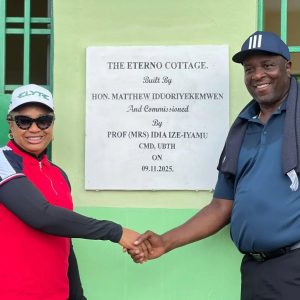 ELYTE
THE ETERNO COTTAGE.
Built By
HON. MATTHEW IDUORIYEKEMWEN
And Commissioned
By
PROF (MRS) IDIA IZE-IYAMU
CMD, UBTH
ON
09.11.2025.